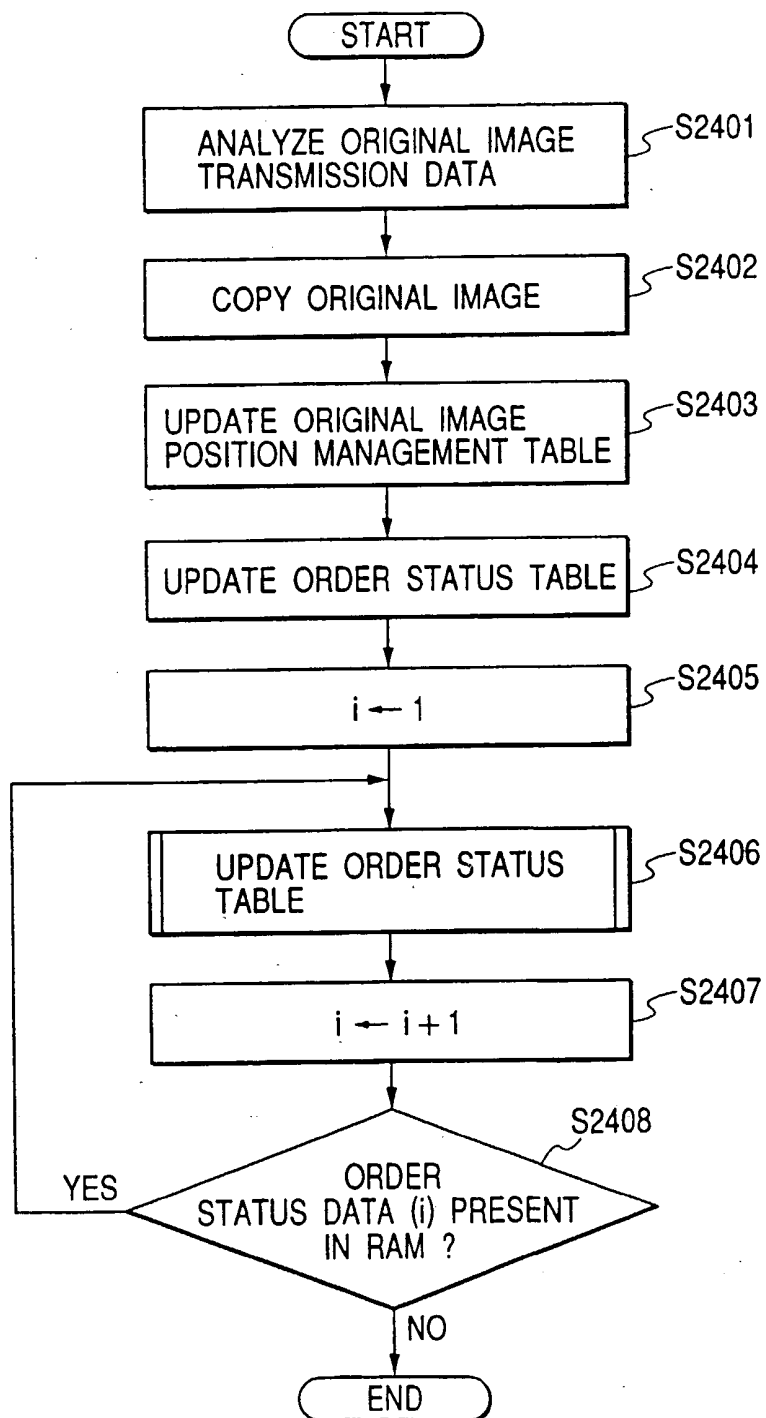 START
ANALYZE ORIGINAL IMAGE
TRANSMISSION DATA
S2401
COPY ORIGINAL IMAGE
S2402
UPDATE ORIGINAL IMAGE
POSITION MANAGEMENT TABLE
S2403
UPDATE ORDER STATUS TABLE
S2404
i ← 1
S2405
UPDATE ORDER STATUS
TABLE
S2406
i ← i + 1
S2407
ORDER
STATUS DATA (i) PRESENT
IN RAM ?
S2408
YES
NO
END